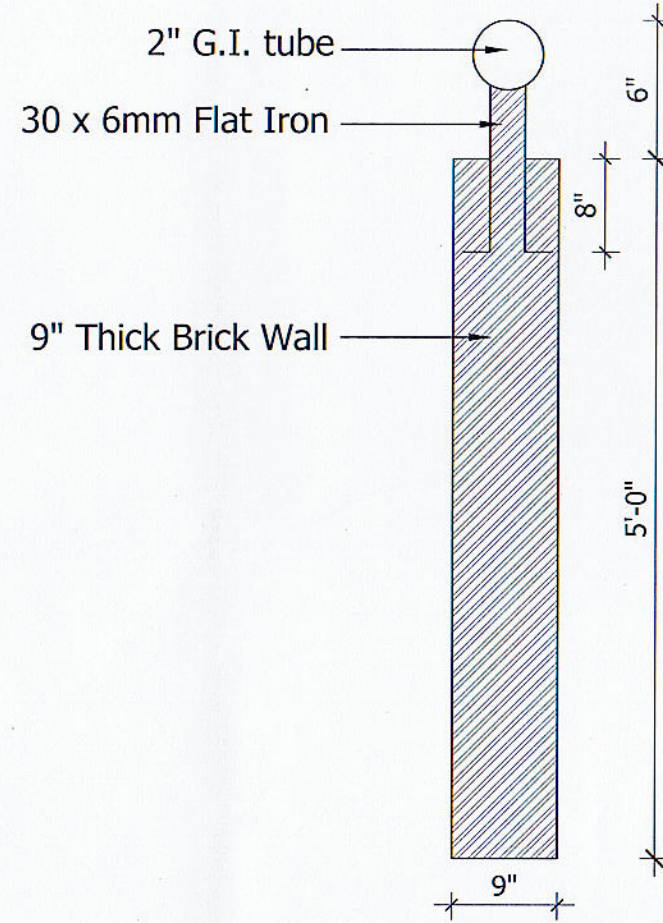 2" G.I. tube
6"
30 x 6mm Flat Iron
8"
9" Thick Brick Wall
5'-0"
9"